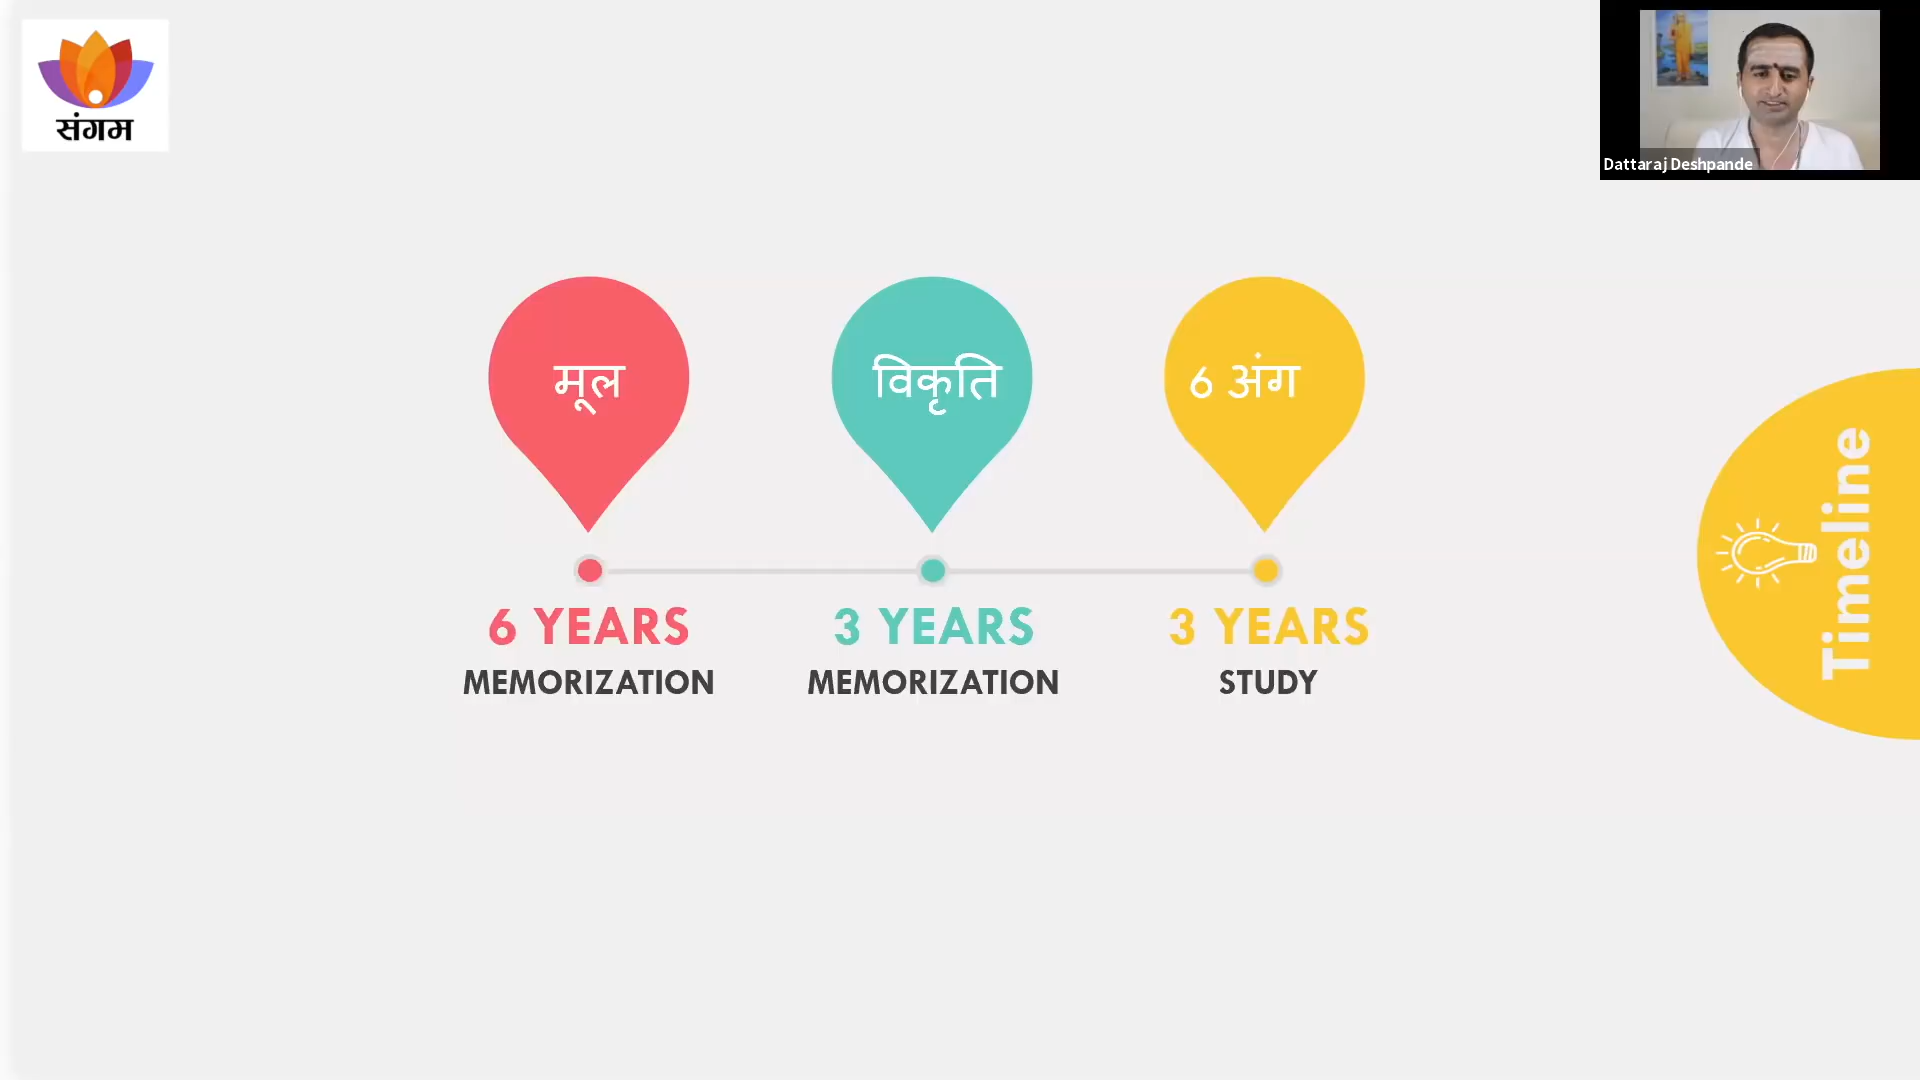 संगम
Dattaraj Deshpande
मूल
विकृति
6 अंग
6 YEARS
MEMORIZATION
3 YEARS
MEMORIZATION
3 YEARS
STUDY
Timeline